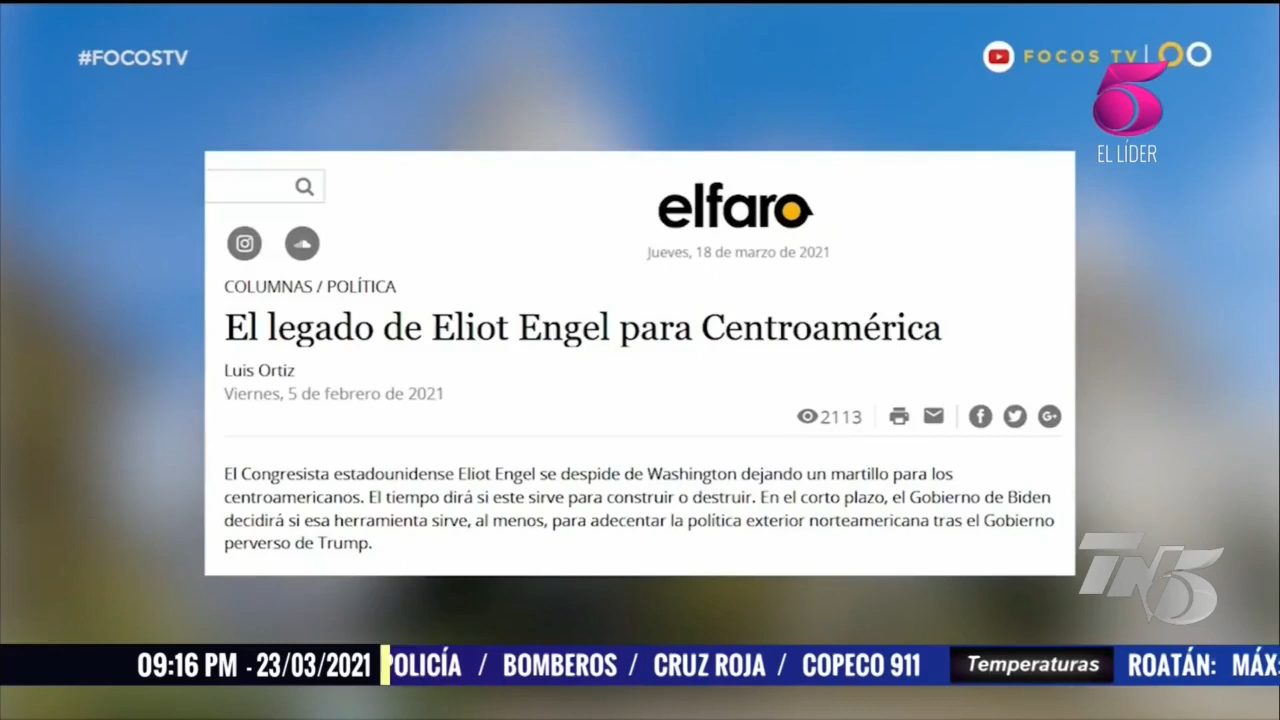 #FOCOSTV
FOCOS TV
5
EL LÍDER
elfaro
Jueves, 18 de marzo de 2021
COLUMNAS / POLÍTICA
El legado de Eliot Engel para Centroamérica
Luis Ortiz
Viernes, 5 de febrero de 2021
2113
El Congresista estadounidense Eliot Engel se despide de Washington dejando un martillo para los
centroamericanos. El tiempo dirá si este sirve para construir o destruir. En el corto plazo, el Gobierno de Biden
decidirá si esa herramienta sirve, al menos, para adecentar la política exterior norteamericana tras el Gobierno
perverso de Trump.
TN5
09:16 PM - 23/03/2021 POLICÍA / BOMBEROS / CRUZ ROJA / COPECO 911 Temperaturas ROATÁN: MÁX: